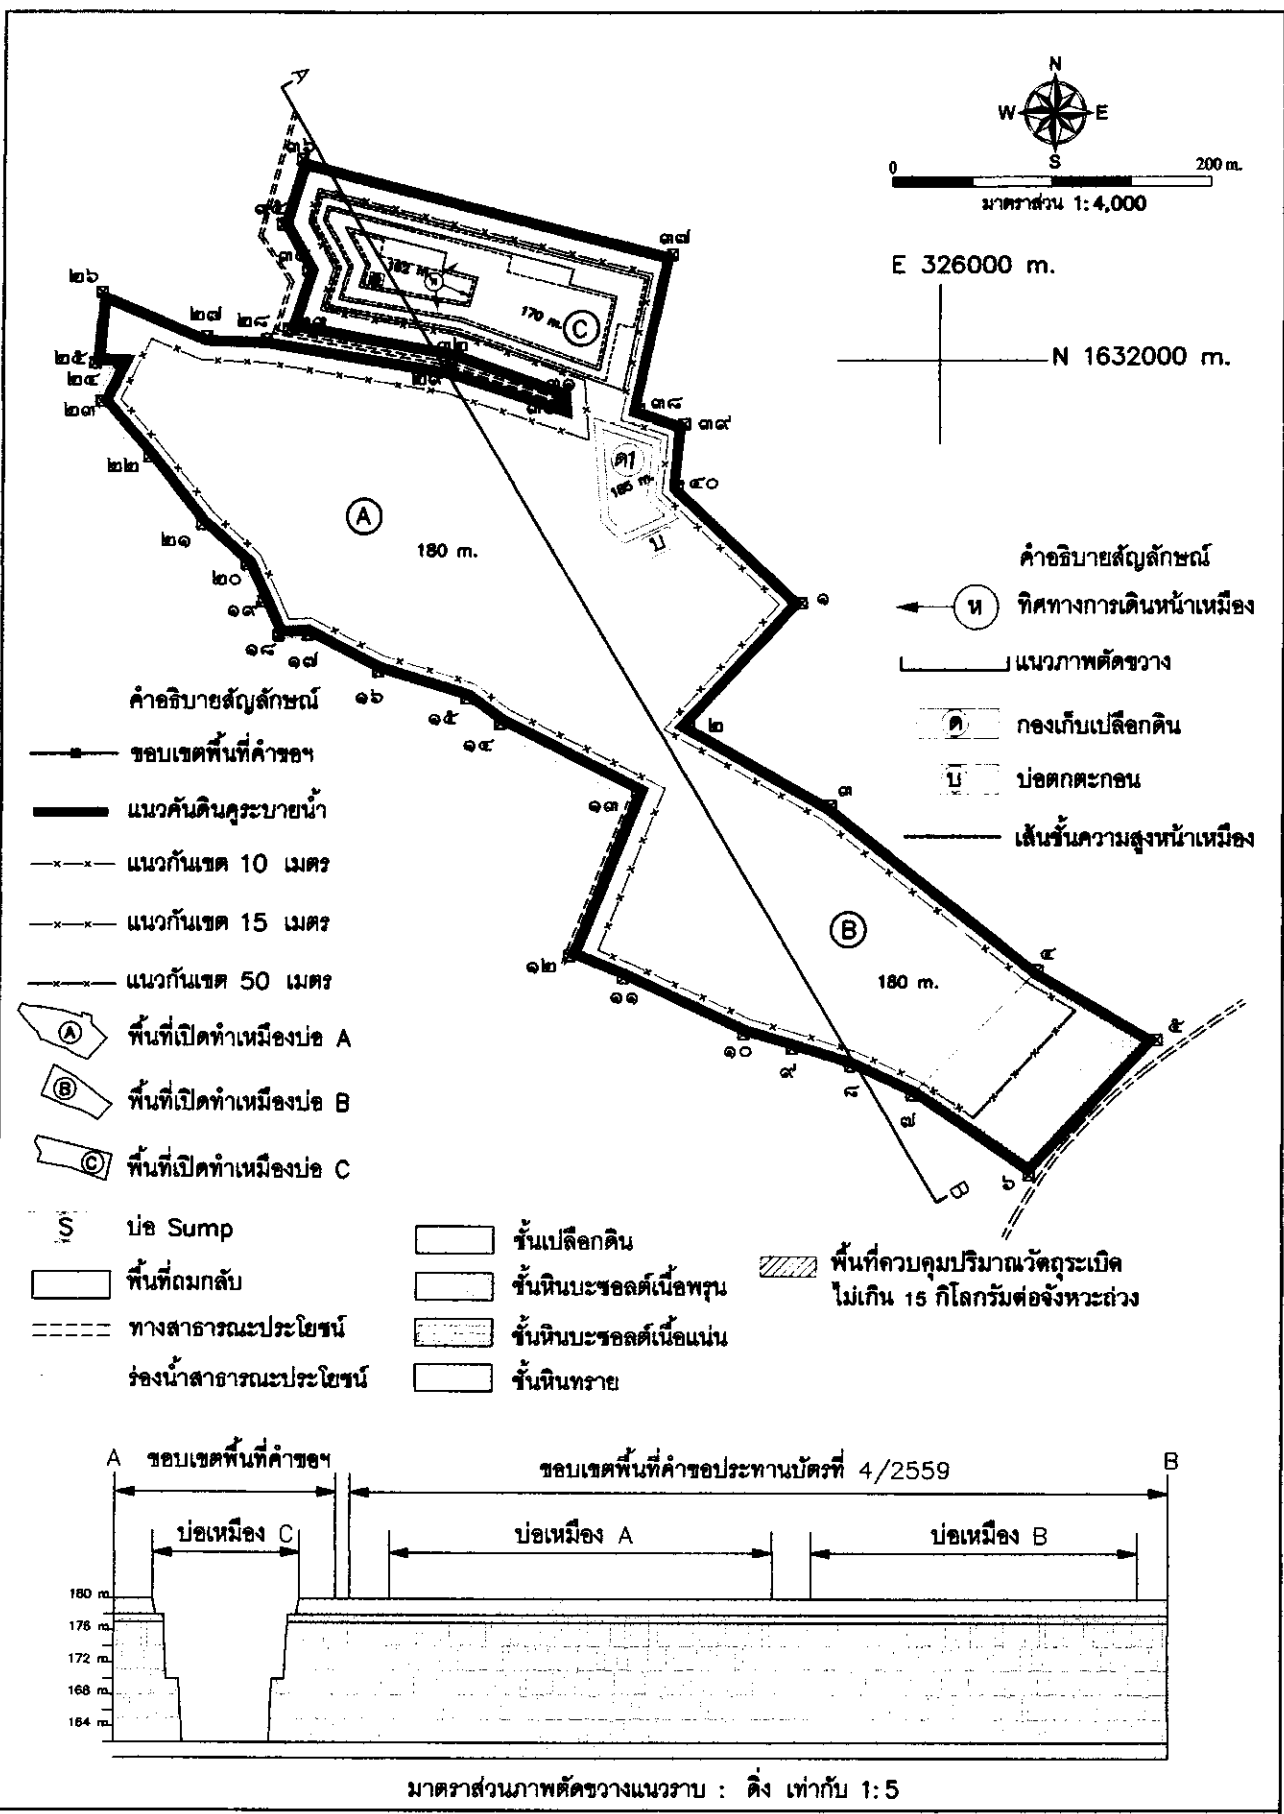 A
N
W E
S
0 200 m.
มาตราส่วน 1:4,000
E 326000 m.
N 1632000 m.
๓๖
๓๕
๓๗
๒๖
๒๗
๒๘
๓๒
๒๙
๓๑
๒๕
๒๔
๒๓
๒๒
๒๑
๒๐
๑๙
๑๘
๑๗
๑๖
๑๕
๑๔
๑๓
๑๒
๑๑
๑๐
๙
๘
๗
๖
๕
๔
๓
๒
๑
๔๐
๓๙
๓๘
162 m.
ห
170 m.
C
ด1
185 m.
บ
A
180 m.
B
180 m.
B
คำอธิบายสัญลักษณ์
ห ทิศทางการเดินหน้าเหมือง
แนวภาพตัดขวาง
ด กองเก็บเปลือกดิน
บ บ่อตกตะกอน
เส้นชั้นความสูงหน้าเหมือง
คำอธิบายสัญลักษณ์
ขอบเขตพื้นที่คำขอฯ
แนวคันดินคูระบายน้ำ
แนวกันเขต 10 เมตร
แนวกันเขต 15 เมตร
แนวกันเขต 50 เมตร
A พื้นที่เปิดทำเหมืองบ่อ A
B พื้นที่เปิดทำเหมืองบ่อ B
C พื้นที่เปิดทำเหมืองบ่อ C
S บ่อ Sump
พื้นที่ถมกลับ
ทางสาธารณะประโยชน์
ร่องน้ำสาธารณะประโยชน์
ชั้นเปลือกดิน
ชั้นหินบะซอลต์เนื้อพรุน
ชั้นหินบะซอลต์เนื้อแน่น
ชั้นหินทราย
พื้นที่ควบคุมปริมาณวัตถุระเบิด
ไม่เกิน 15 กิโลกรัมต่อจังหวะถ่วง
A ขอบเขตพื้นที่คำขอฯ ขอบเขตพื้นที่คำขอประทานบัตรที่ 4/2559 B
บ่อเหมือง C บ่อเหมือง A บ่อเหมือง B
180 m.
176 m.
172 m.
168 m.
164 m.
มาตราส่วนภาพตัดขวางแนวราบ : ดิ่ง เท่ากับ 1:5